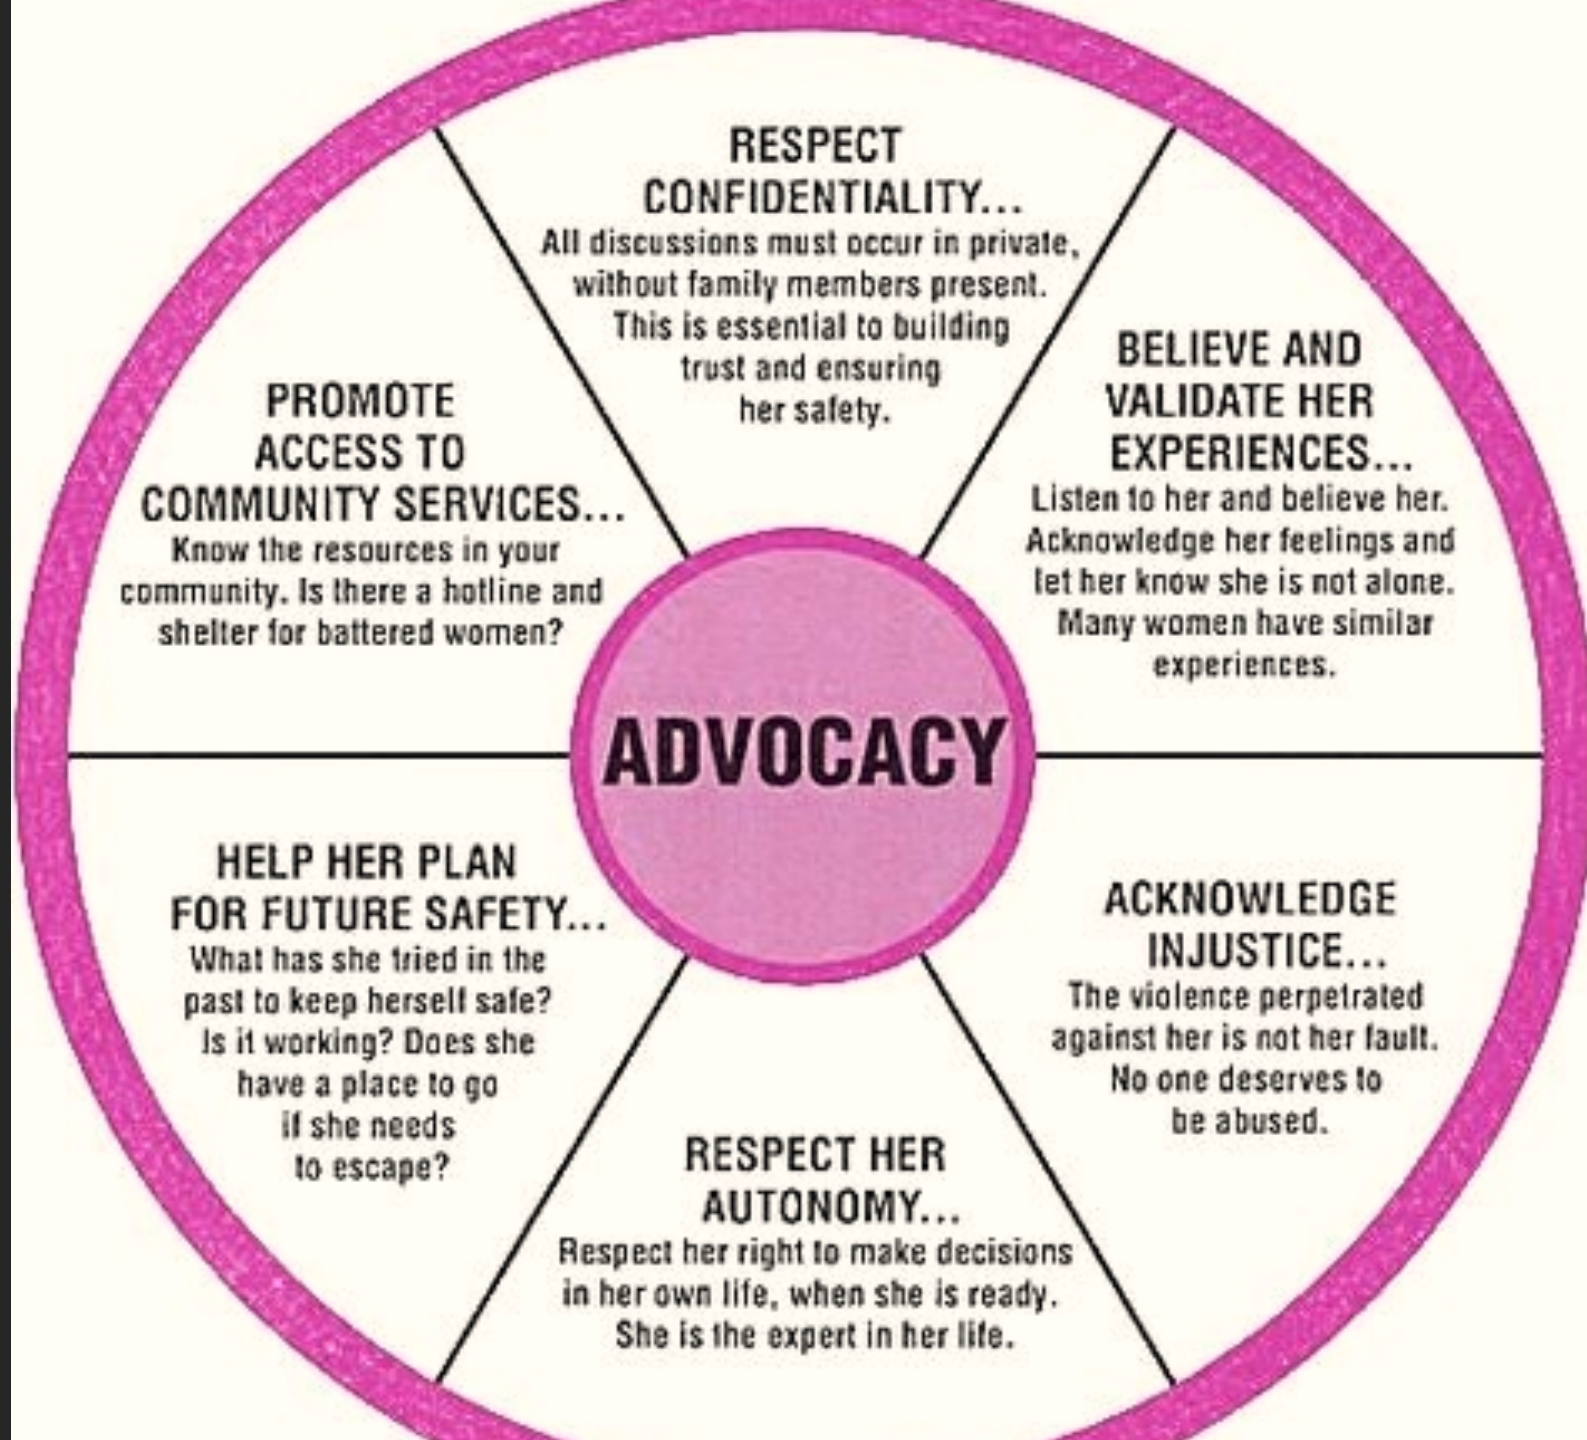 RESPECT
CONFIDENTIALITY...
All discussions must occur in private,
without family members present.
This is essential to building
trust and ensuring
her safety.
BELIEVE AND
VALIDATE HER
EXPERIENCES...
Listen to her and believe her.
Acknowledge her feelings and
let her know she is not alone.
Many women have similar
experiences.
ACKNOWLEDGE
INJUSTICE...
The violence perpetrated
against her is not her fault.
No one deserves to
be abused.
RESPECT HER
AUTONOMY...
Respect her right to make decisions
in her own life, when she is ready.
She is the expert in her life.
HELP HER PLAN
FOR FUTURE SAFETY...
What has she tried in the
past to keep herself safe?
Is it working? Does she
have a place to go
if she needs
to escape?
PROMOTE
ACCESS TO
COMMUNITY SERVICES...
Know the resources in your
community. Is there a hotline and
shelter for battered women?
ADVOCACY